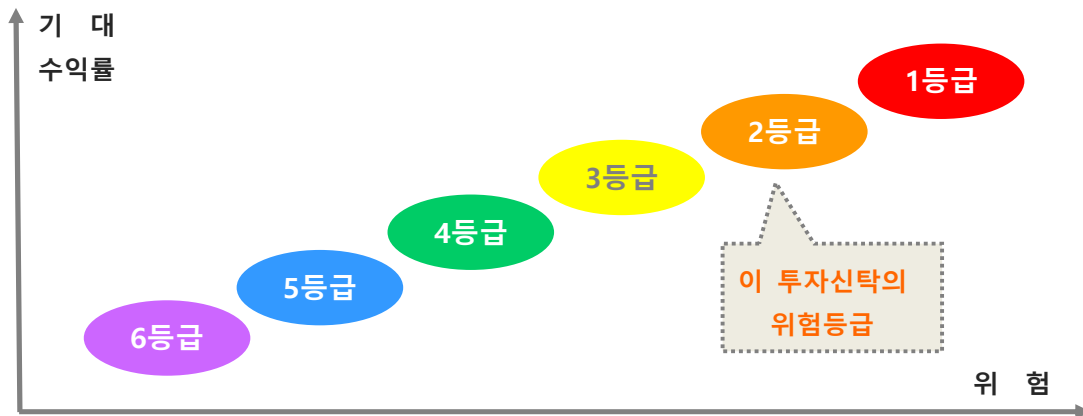 기 대
수익률
1등급
2등급
3등급
4등급
5등급
6등급
이 투자신탁의
위험등급
위 험